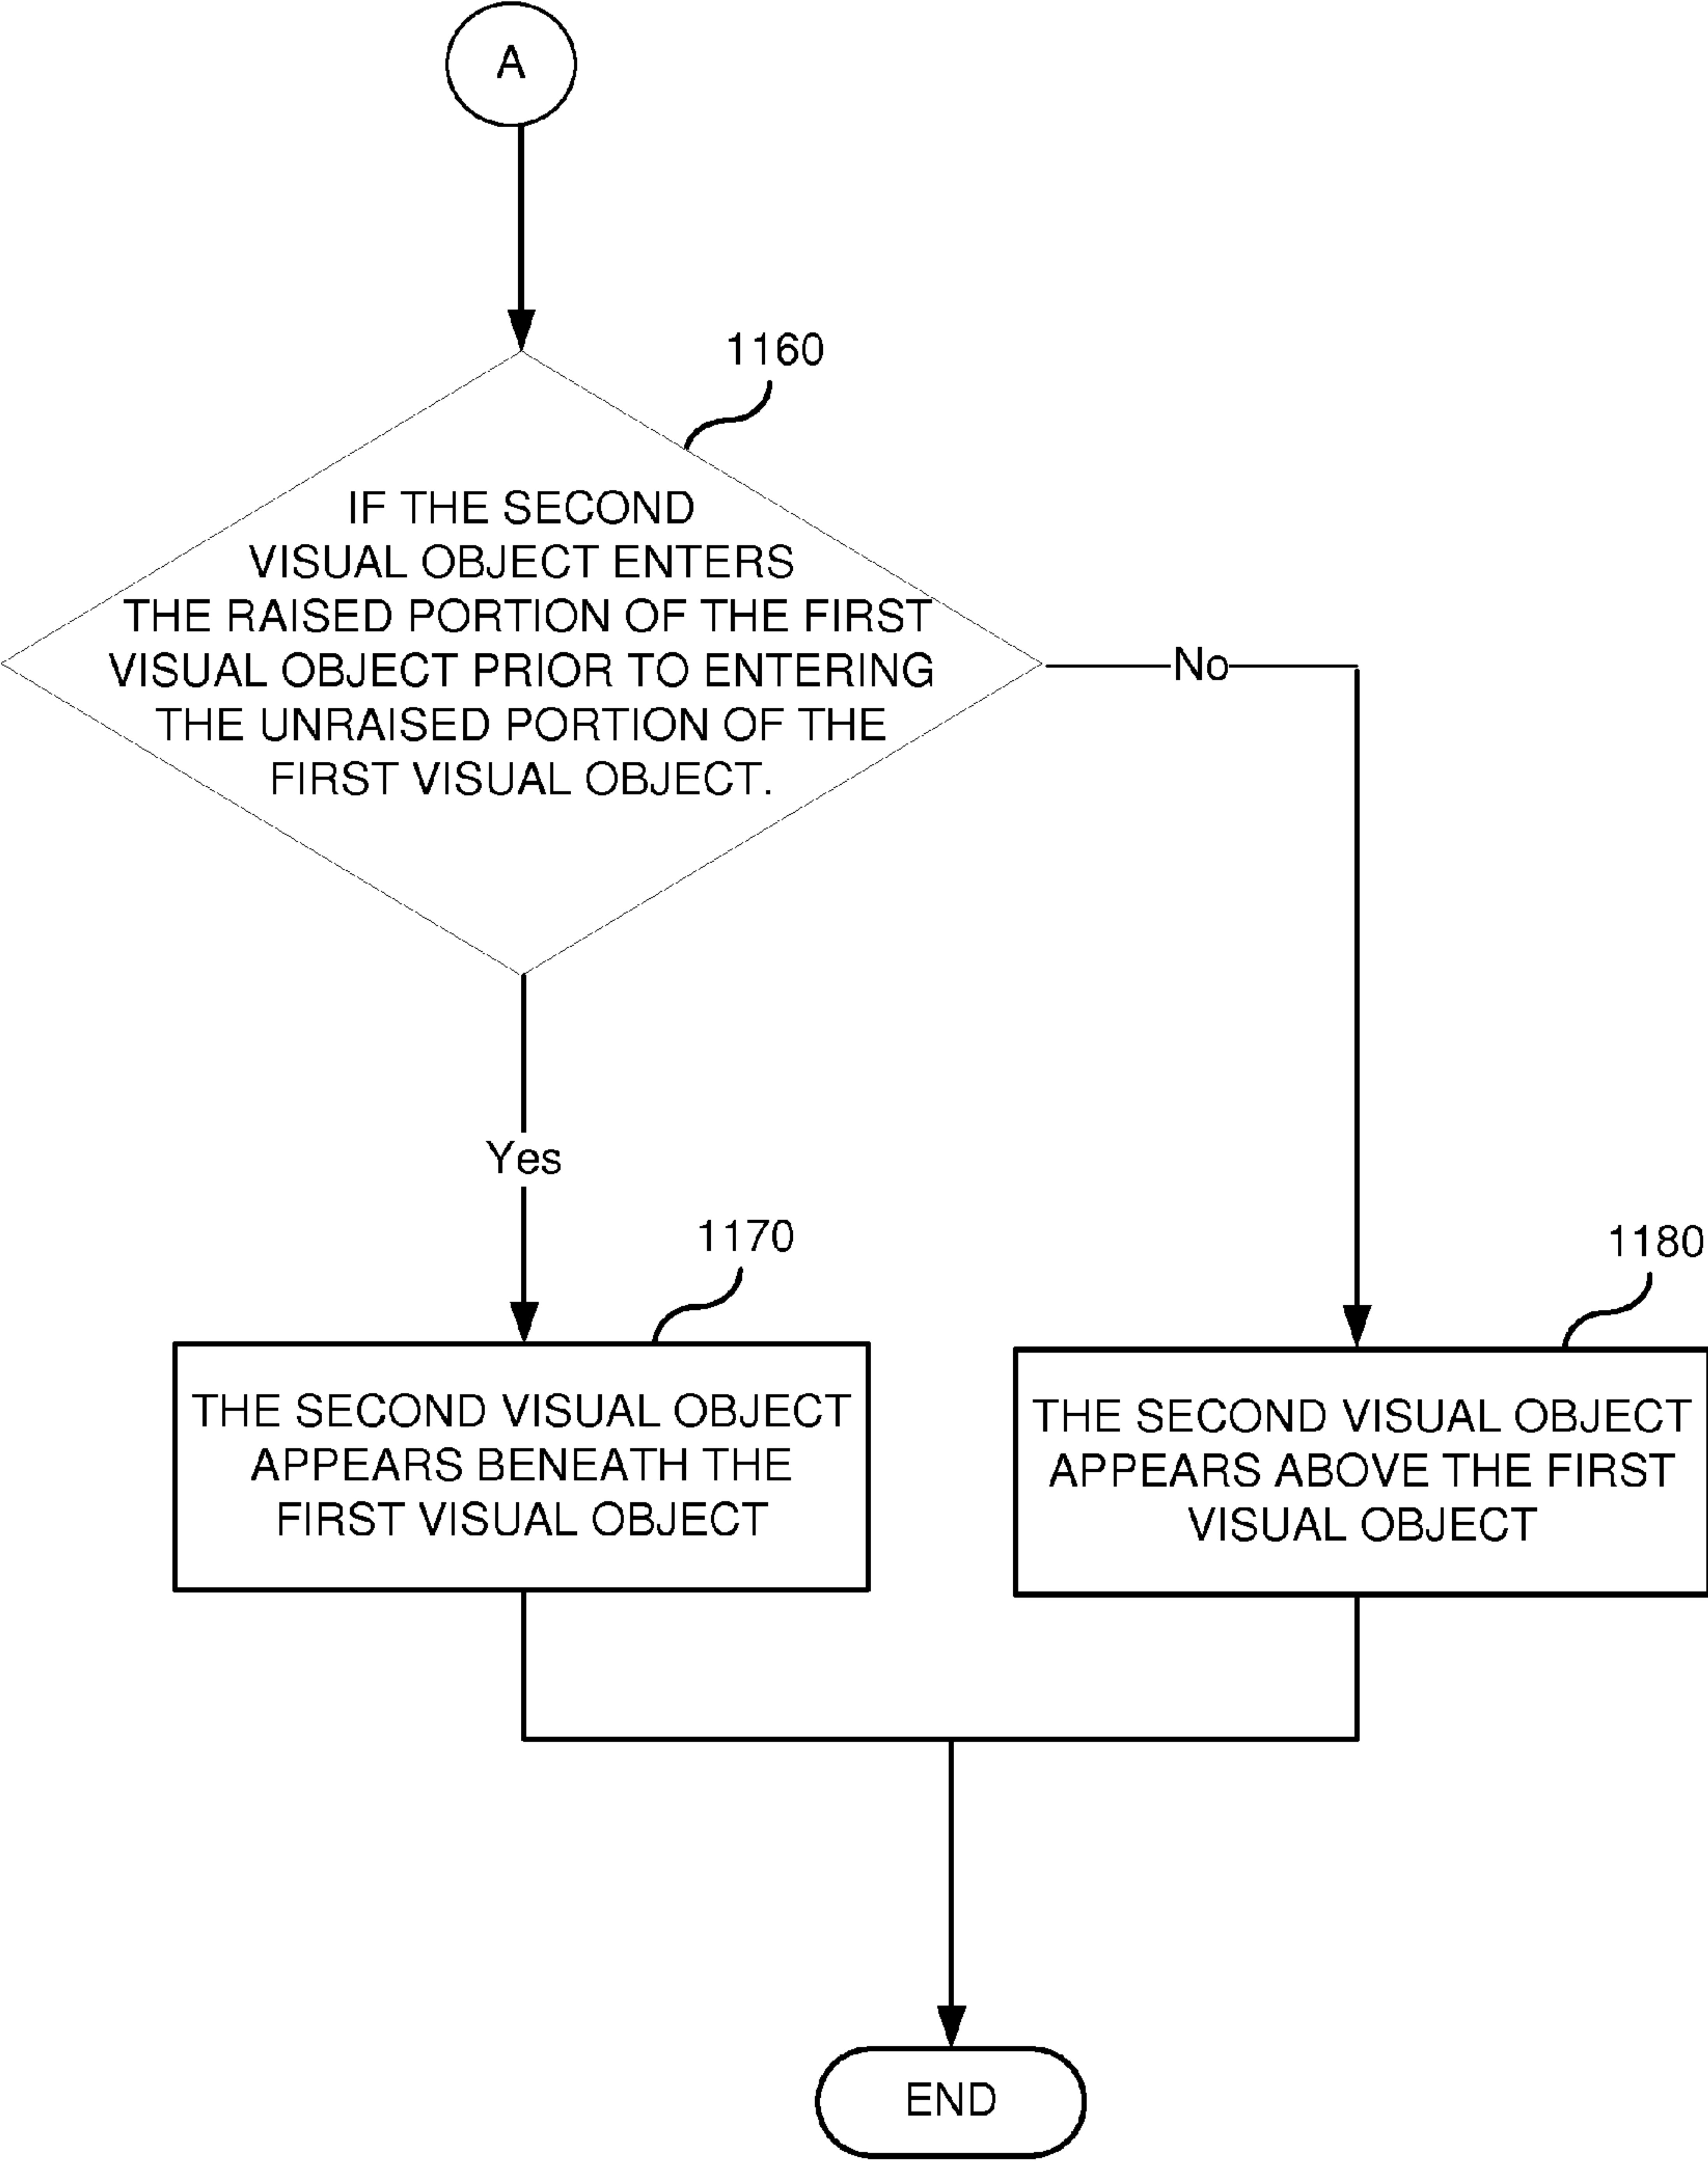 A
1160
IF THE SECOND
VISUAL OBJECT ENTERS
THE RAISED PORTION OF THE FIRST
VISUAL OBJECT PRIOR TO ENTERING
THE UNRAISED PORTION OF THE
FIRST VISUAL OBJECT.
No
Yes
1170
THE SECOND VISUAL OBJECT
APPEARS BENEATH THE
FIRST VISUAL OBJECT
1180
THE SECOND VISUAL OBJECT
APPEARS ABOVE THE FIRST
VISUAL OBJECT
END